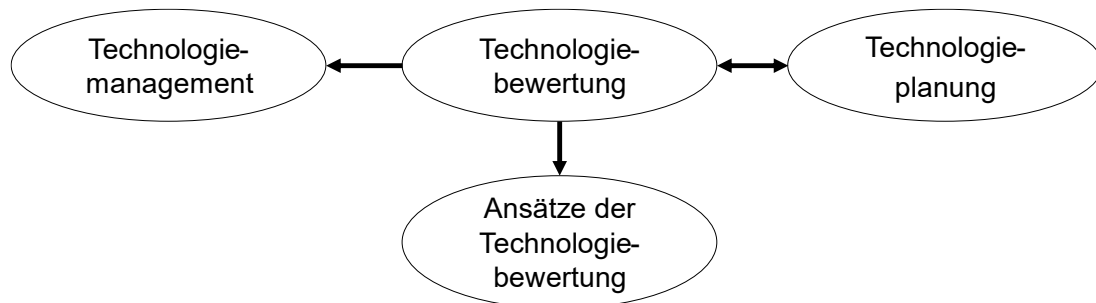 Technologie-
management
Technologie-
bewertung
Technologie-
planung
Ansätze der
Technologie-
bewertung